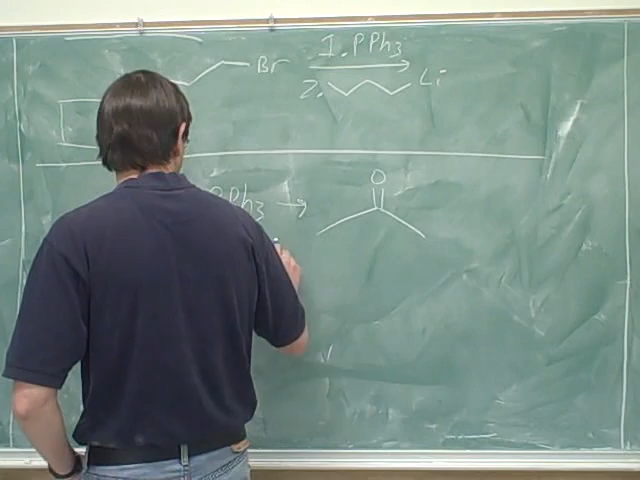 1. PPh3
Br
2. Li
PPh3 →
O